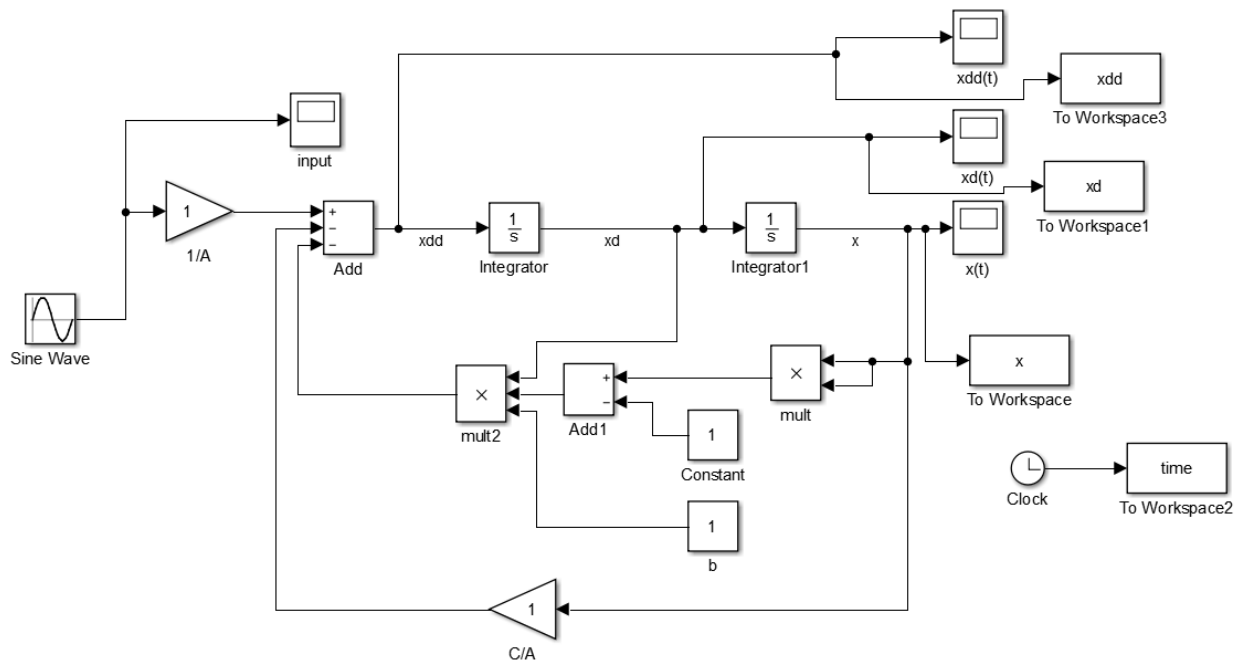 xdd(t)
xdd
To Workspace3
input
xd(t)
xd
To Workspace1
1
1/A
+
−
−
Add
xdd
1
s
Integrator
xd
1
s
Integrator1
x
x(t)
Sine Wave
×
mult2
+
−
Add1
×
mult
x
To Workspace
1
Constant
Clock
time
To Workspace2
1
b
1
C/A